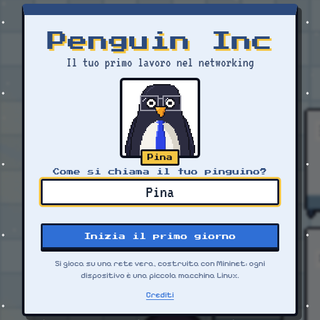 Penguin Inc
Il tuo primo lavoro nel networking
Pina
Come si chiama il tuo pinguino?
Pina
Inizia il primo giorno
Si gioca su una rete vera, costruita con Mininet: ogni
dispositivo è una piccola macchina Linux.
Crediti